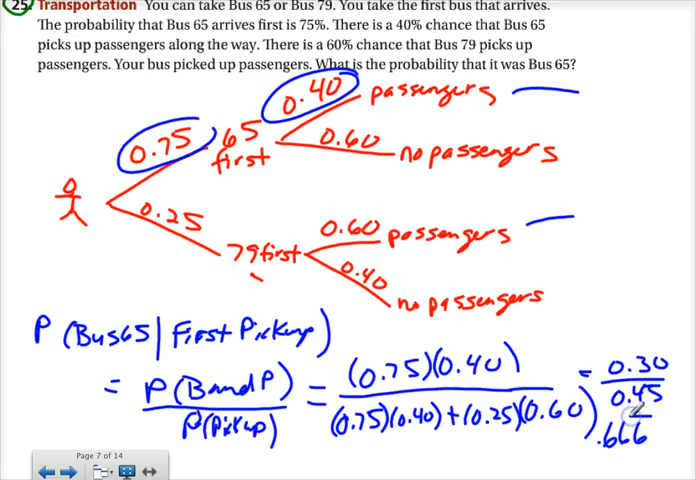 25. Transportation You can take Bus 65 or Bus 79. You take the first bus that arrives.
The probability that Bus 65 arrives first is 75%. There is a 40% chance that Bus 65
picks up passengers along the way. There is a 60% chance that Bus 79 picks up
passengers. Your bus picked up passengers. What is the probability that it was Bus 65?
0.40 passengers
0.75 65 first
0.60 no passengers
0.25
0.60 passengers
79 first
0.40
no passengers
P (Bus65 | First Pickup)
= P(B and P) / P(Pickup) = (0.75)(0.40) / (0.75)(0.40) + (0.25)(0.60) = 0.30 / 0.45
.666
Page 7 of 14